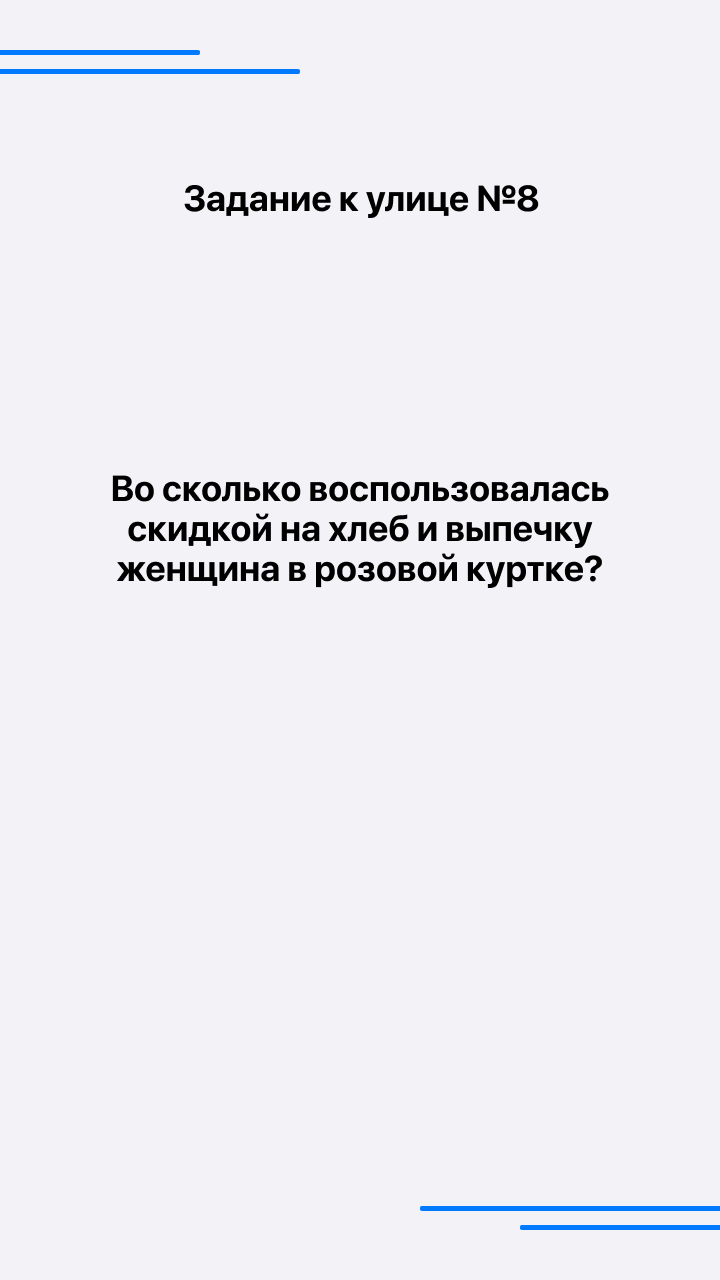 Задание к улице №8
Во сколько воспользовалась
скидкой на хлеб и выпечку
женщина в розовой куртке?